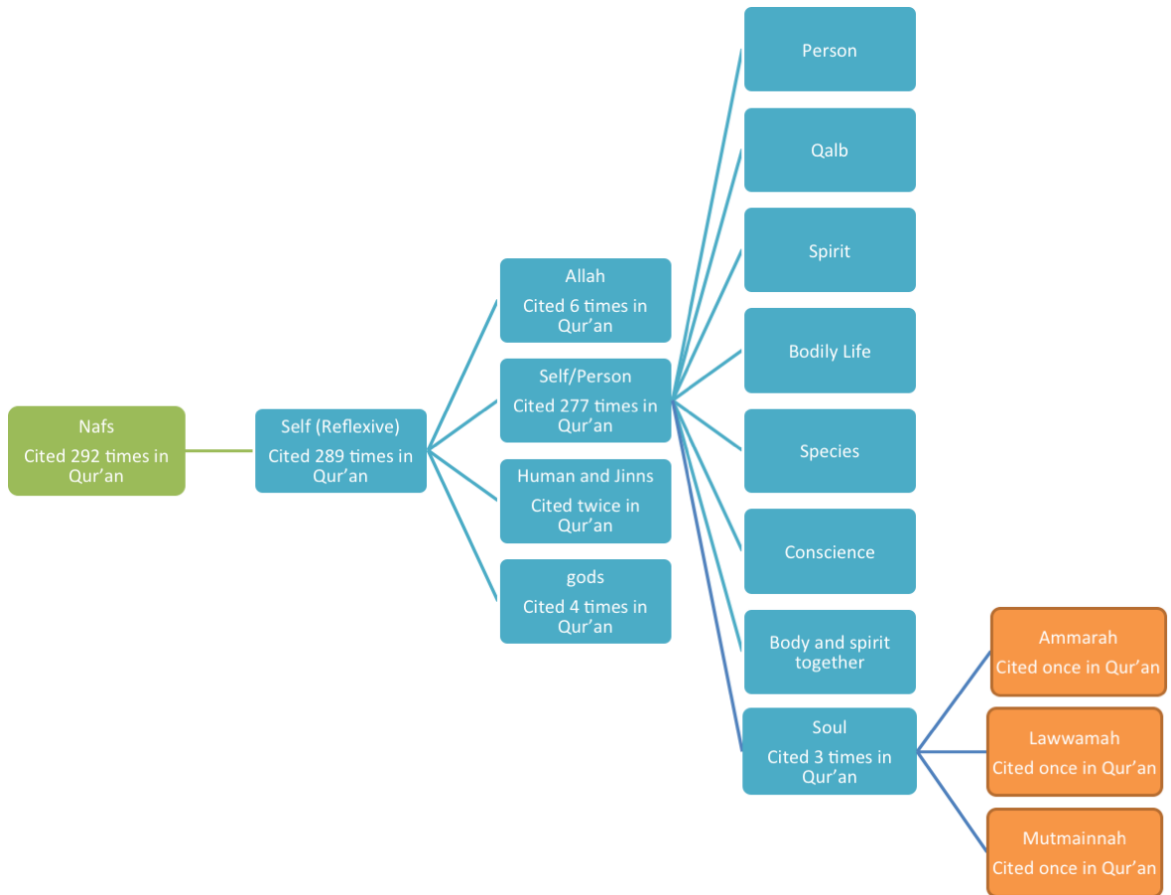 Nafs
Cited 292 times in
Qur’an
Self (Reflexive)
Cited 289 times in
Qur’an
Allah
Cited 6 times in
Qur’an
Self/Person
Cited 277 times in
Qur’an
Human and Jinns
Cited twice in
Qur’an
gods
Cited 4 times in
Qur’an
Person
Qalb
Spirit
Bodily Life
Species
Conscience
Body and spirit
together
Soul
Cited 3 times in
Qur’an
Ammarah
Cited once in Qur’an
Lawwamah
Cited once in Qur’an
Mutmainnah
Cited once in Qur’an